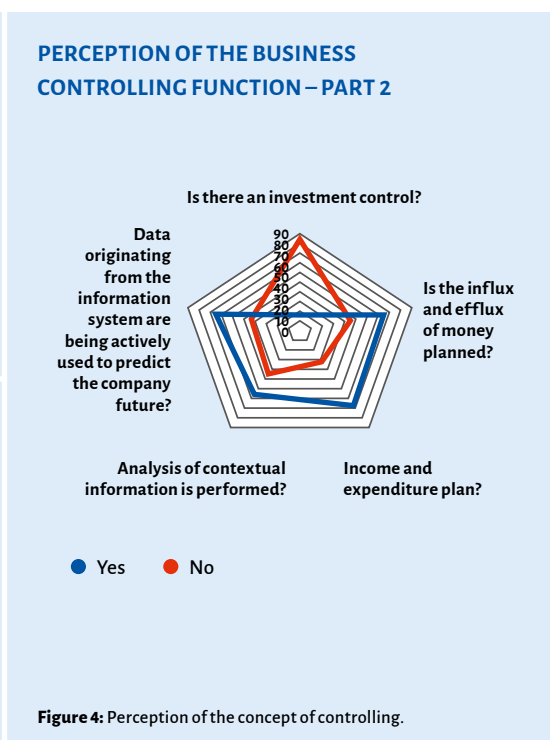 PERCEPTION OF THE BUSINESS
CONTROLLING FUNCTION – PART 2
Is there an investment control?
90
80
70
60
50
40
30
20
10
0
Is the influx
and efflux
of money
planned?
Income and
expenditure plan?
Analysis of contextual
information is performed?
Data
originating
from the
information
system are
being actively
used to predict
the company
future?
Yes
No
Figure 4: Perception of the concept of controlling.